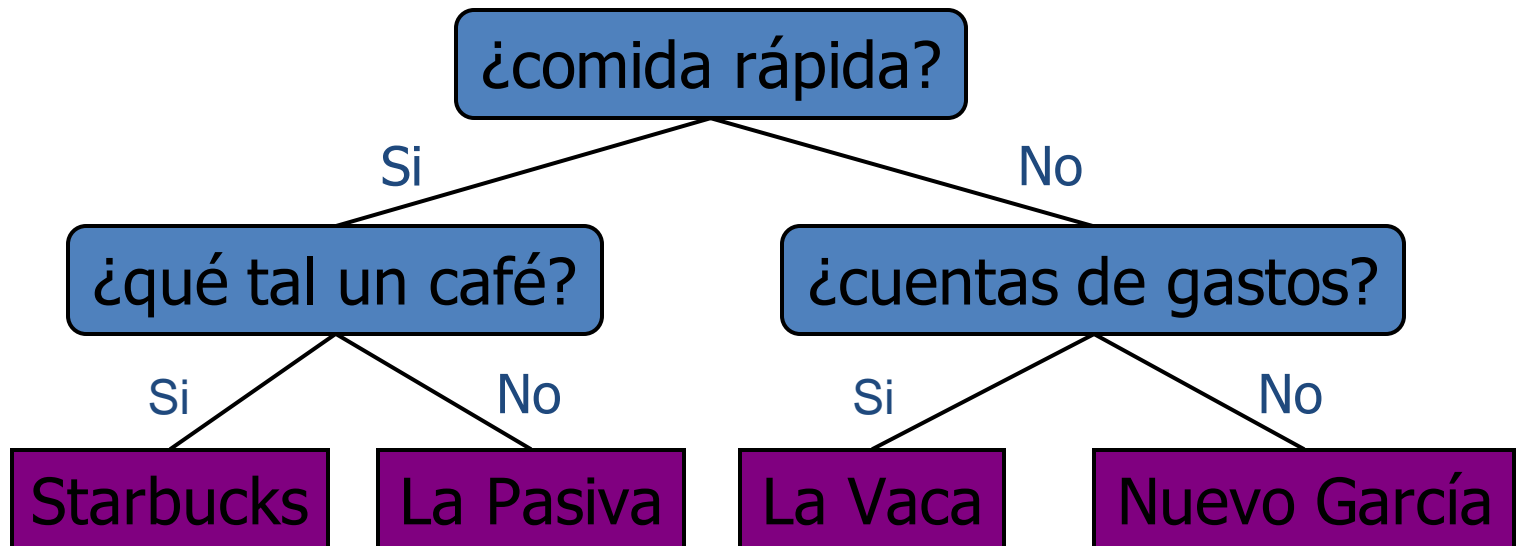 ¿comida rápida?
Si
No
¿qué tal un café?
¿cuentas de gastos?
Si
No
Si
No
Starbucks
La Pasiva
La Vaca
Nuevo García